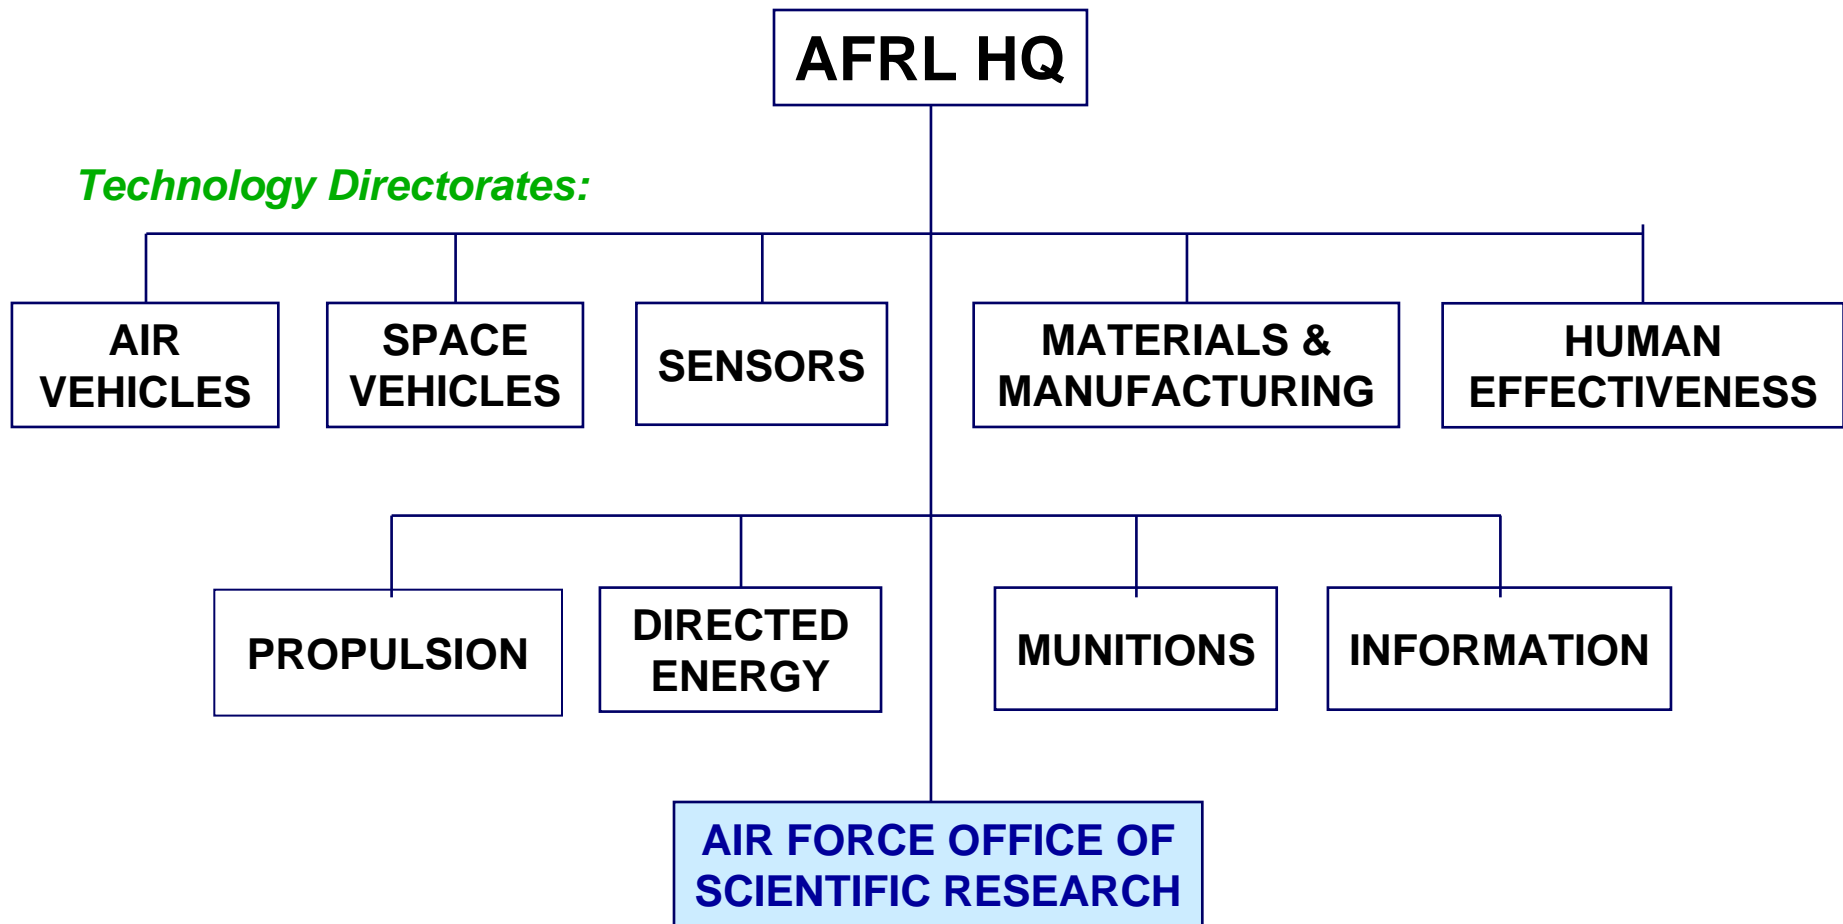 AFRL HQ
Technology Directorates:
AIR
VEHICLES
SPACE
VEHICLES
SENSORS
MATERIALS &
MANUFACTURING
HUMAN
EFFECTIVENESS
PROPULSION
DIRECTED
ENERGY
MUNITIONS
INFORMATION
AIR FORCE OFFICE OF
SCIENTIFIC RESEARCH